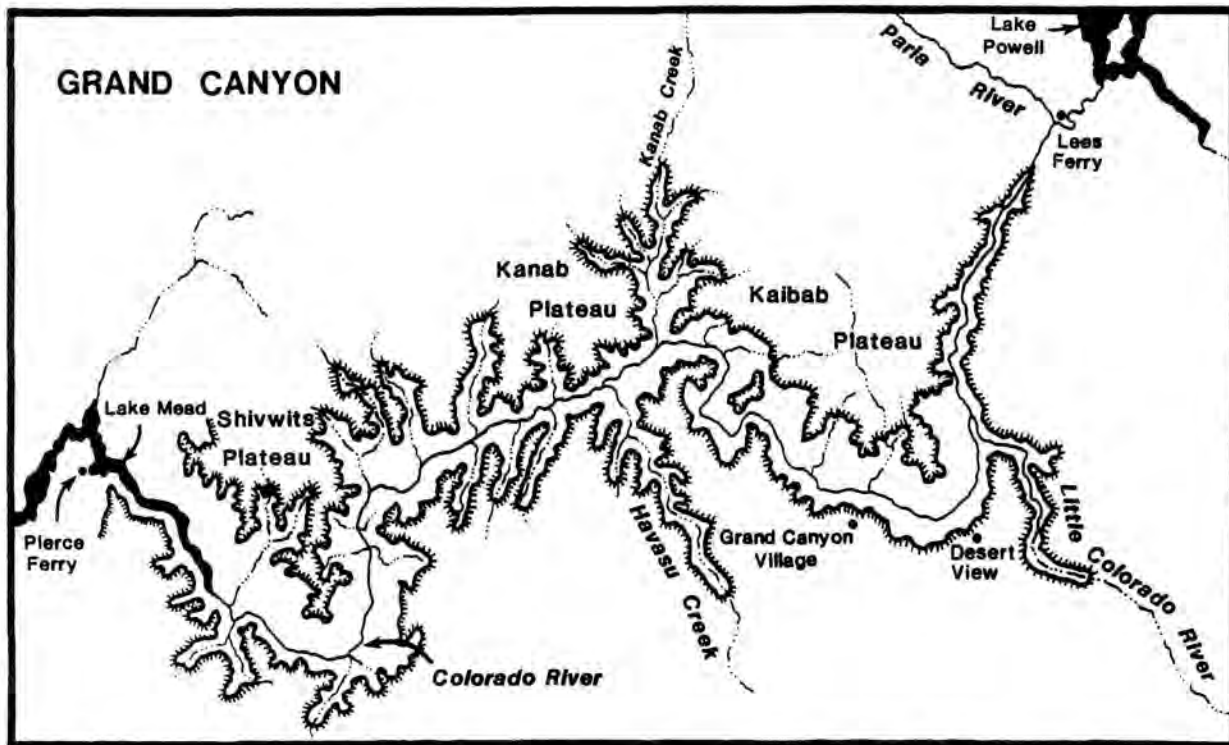 GRAND CANYON
Lake
Powell
Paria
River
Lees
Ferry
Kanab Creek
Kanab
Plateau
Kaibab
Plateau
Lake Mead
Shivwits
Plateau
Pierce
Ferry
Colorado River
Havasu
Creek
Grand Canyon
Village
Desert
View
Little Colorado River